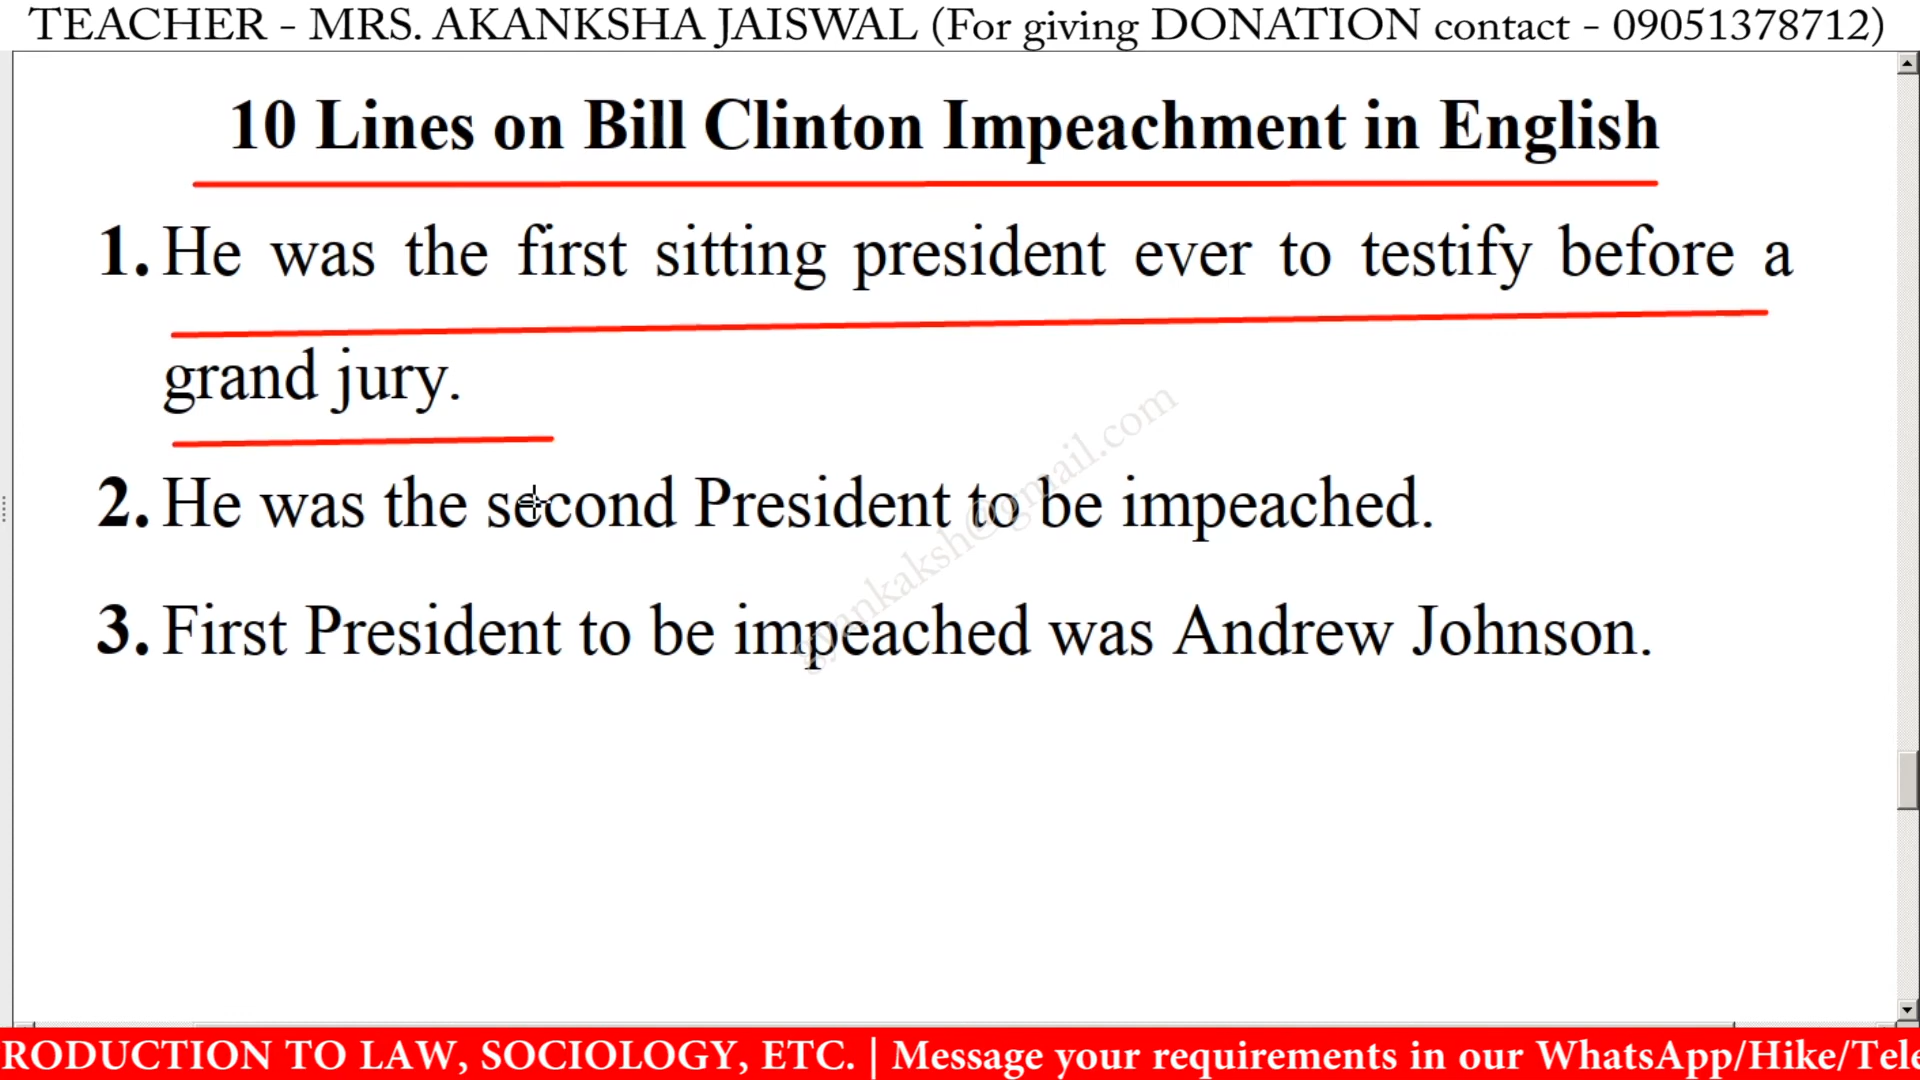 TEACHER - MRS. AKANKSHA JAISWAL (For giving DONATION contact - 09051378712)
10 Lines on Bill Clinton Impeachment in English
1. He was the first sitting president ever to testify before a
grand jury.
2. He was the second President to be impeached.
3. First President to be impeached was Andrew Johnson.
gyankaksh@gmail.com
RODUCTION TO LAW, SOCIOLOGY, ETC. | Message your requirements in our WhatsApp/Hike/Tele